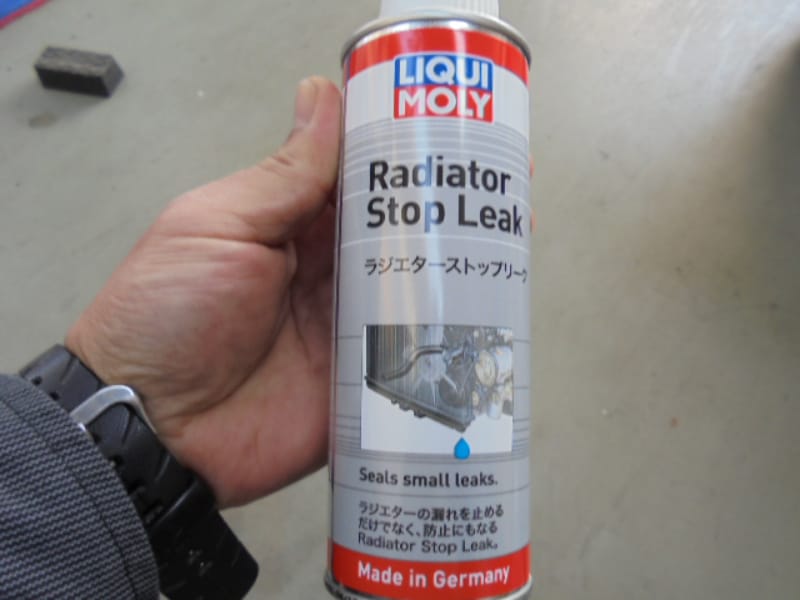 LIQUI
MOLY
Radiator
Stop Leak
ラジエターストップリーク
Seals small leaks.
ラジエターの漏れを止める
だけでなく、防止にもなる
Radiator Stop Leak。
Made in Germany